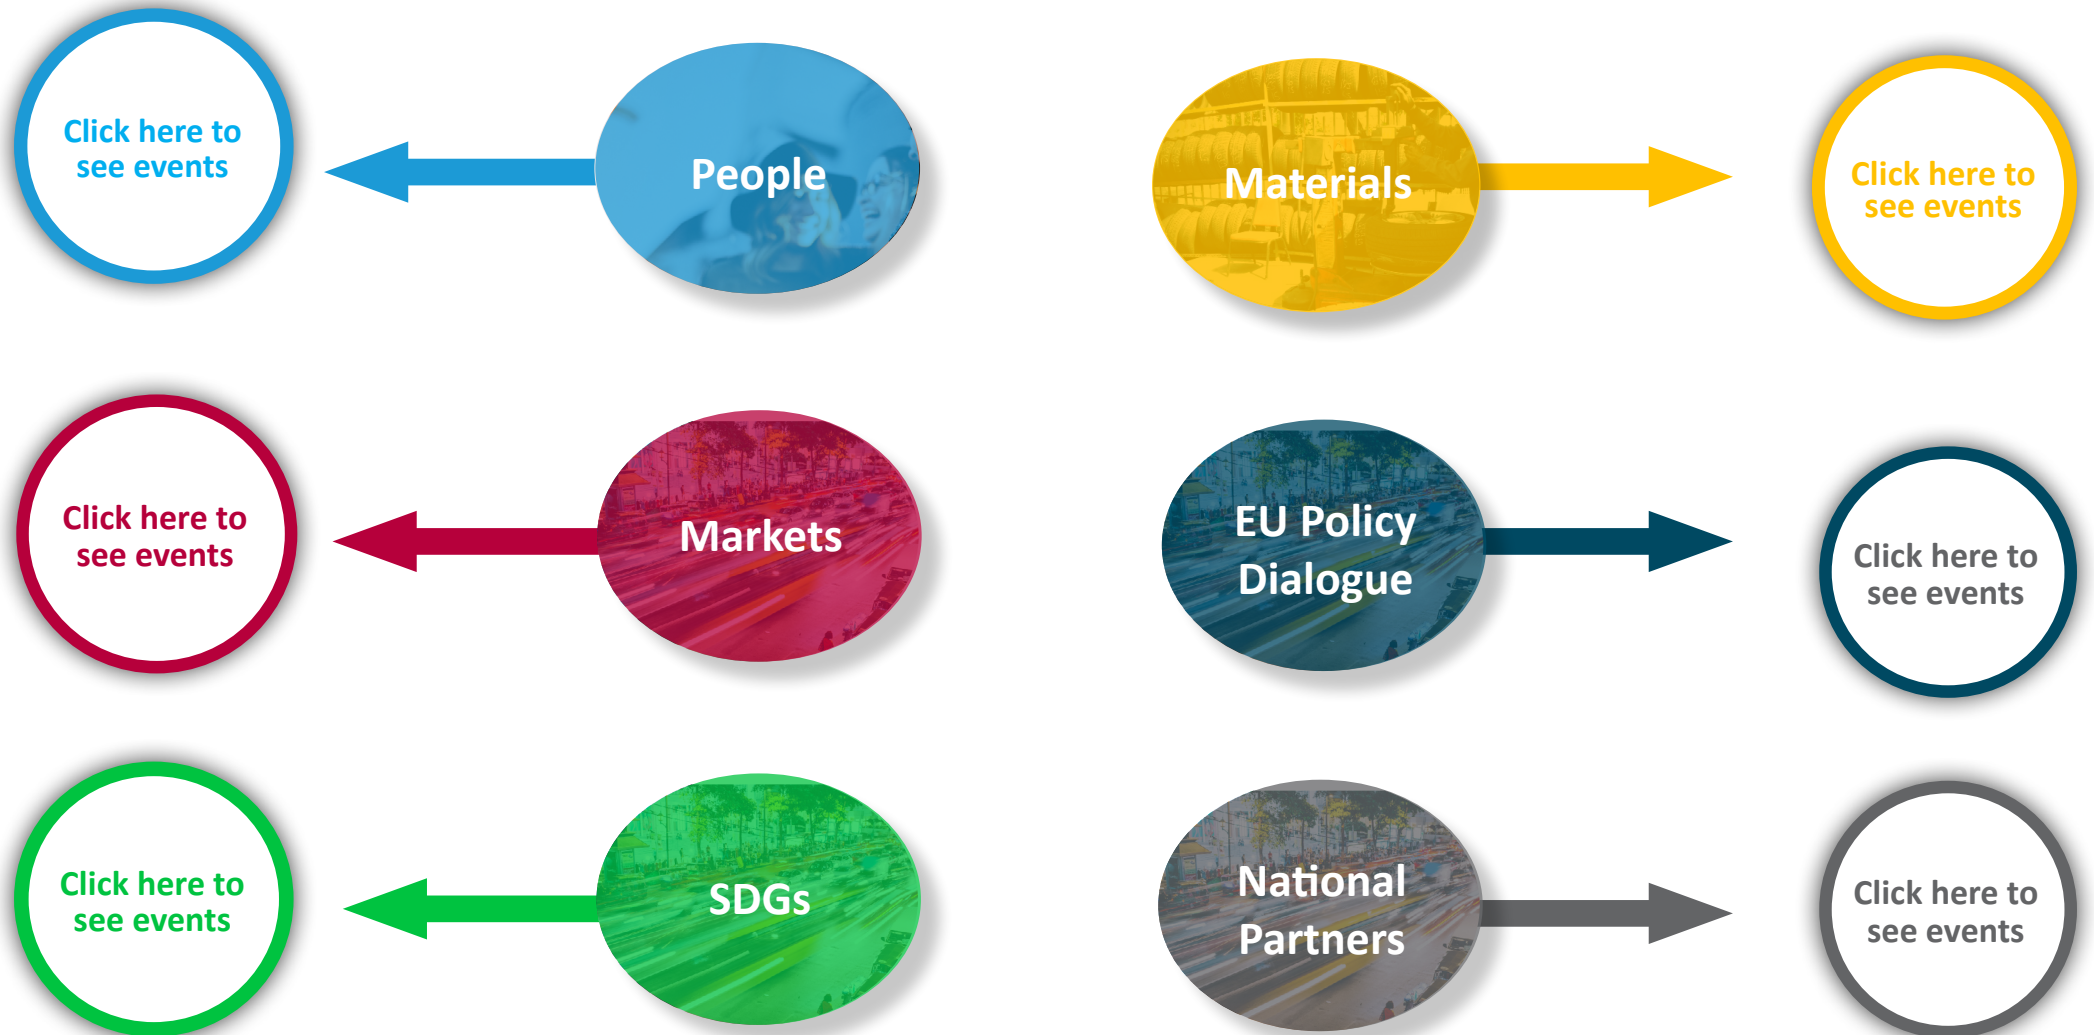 Click here to
see events
People
Materials
Click here to
see events
Click here to
see events
Markets
EU Policy
Dialogue
Click here to
see events
Click here to
see events
SDGs
National
Partners
Click here to
see events